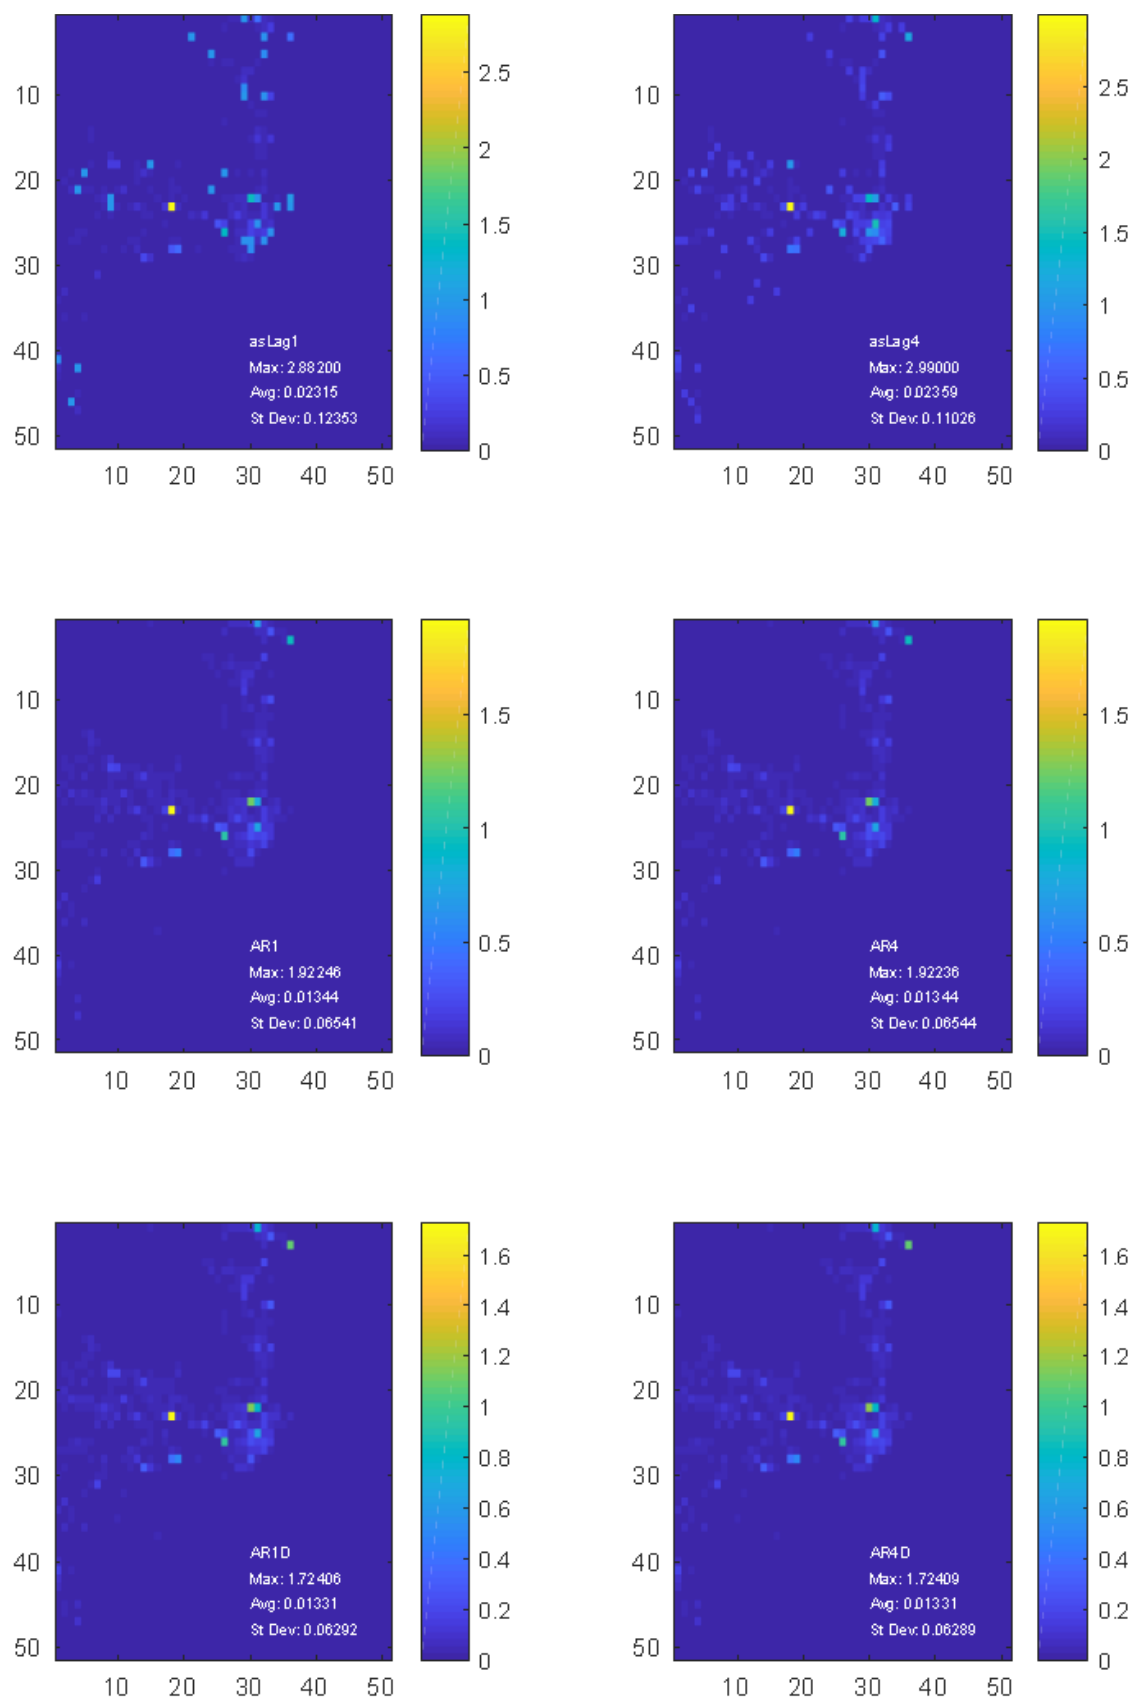 2.5
2
1.5
1
0.5
0
10
20
30
40
50
10 20 30 40 50
asLag1
Max: 2.88200
Avg: 0.02315
St Dev: 0.12353
2.5
2
1.5
1
0.5
0
10
20
30
40
50
10 20 30 40 50
asLag4
Max: 2.99000
Avg: 0.02359
St Dev: 0.11026
1.5
1
0.5
0
10
20
30
40
50
10 20 30 40 50
AR1
Max: 1.92246
Avg: 0.01344
St Dev: 0.06541
1.5
1
0.5
0
10
20
30
40
50
10 20 30 40 50
AR4
Max: 1.92236
Avg: 0.01344
St Dev: 0.06544
1.6
1.4
1.2
1
0.8
0.6
0.4
0.2
0
10
20
30
40
50
10 20 30 40 50
AR1D
Max: 1.72406
Avg: 0.01331
St Dev: 0.06292
1.6
1.4
1.2
1
0.8
0.6
0.4
0.2
0
10
20
30
40
50
10 20 30 40 50
AR4D
Max: 1.72409
Avg: 0.01331
St Dev: 0.06289